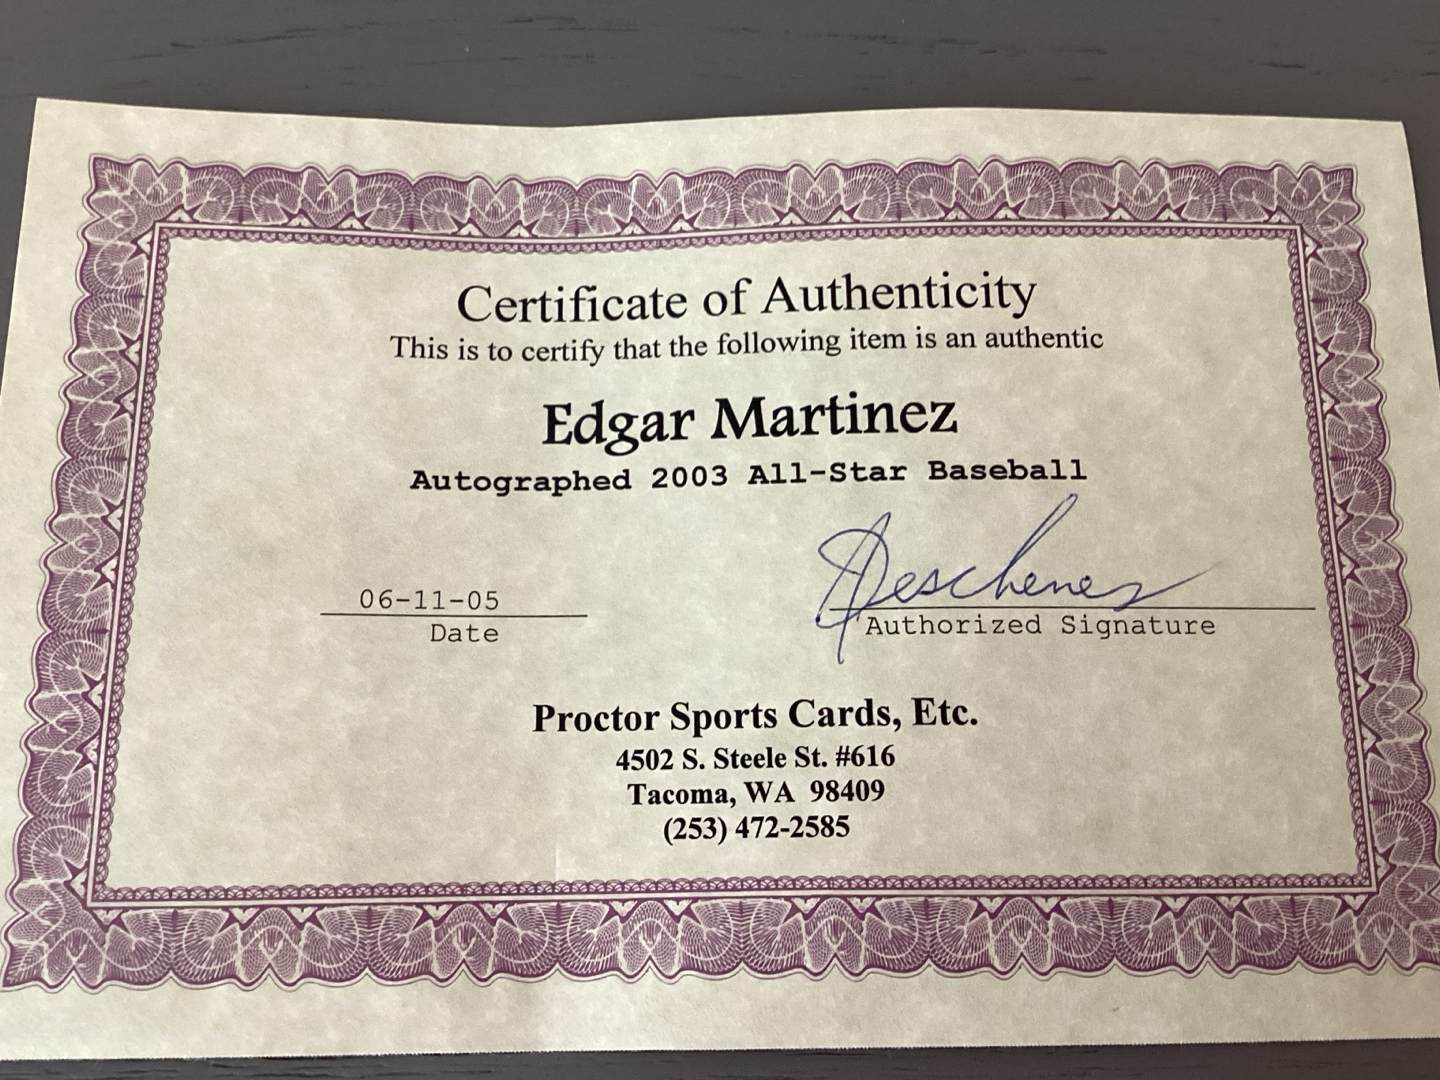 Certificate of Authenticity
This is to certify that the following item is an authentic
Edgar Martinez
Autographed 2003 All-Star Baseball
06-11-05
Date
Deschenes
Authorized Signature
Proctor Sports Cards, Etc.
4502 S. Steele St. #616
Tacoma, WA 98409
(253) 472-2585